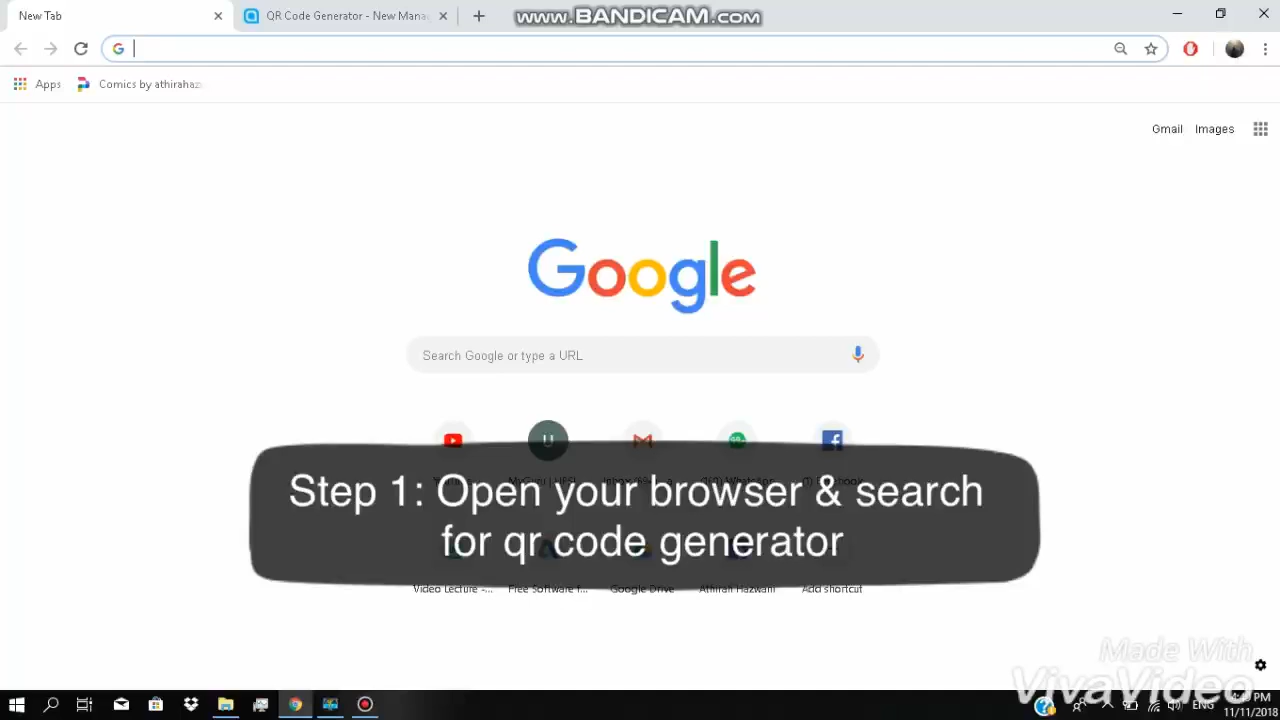 New Tab
QR Code Generator - New Mana
www.BANDICAM.com
Apps
Comics by athirahaz
Gmail
Images
Google
Search Google or type a URL
Step 1: Open your browser & search
for qr code generator
Video Lecture -...
Free Software f...
Google Drive
Athirah Hazwani
Add shortcut
Made With
VivaVideo
PM
ENG
11/11/2018